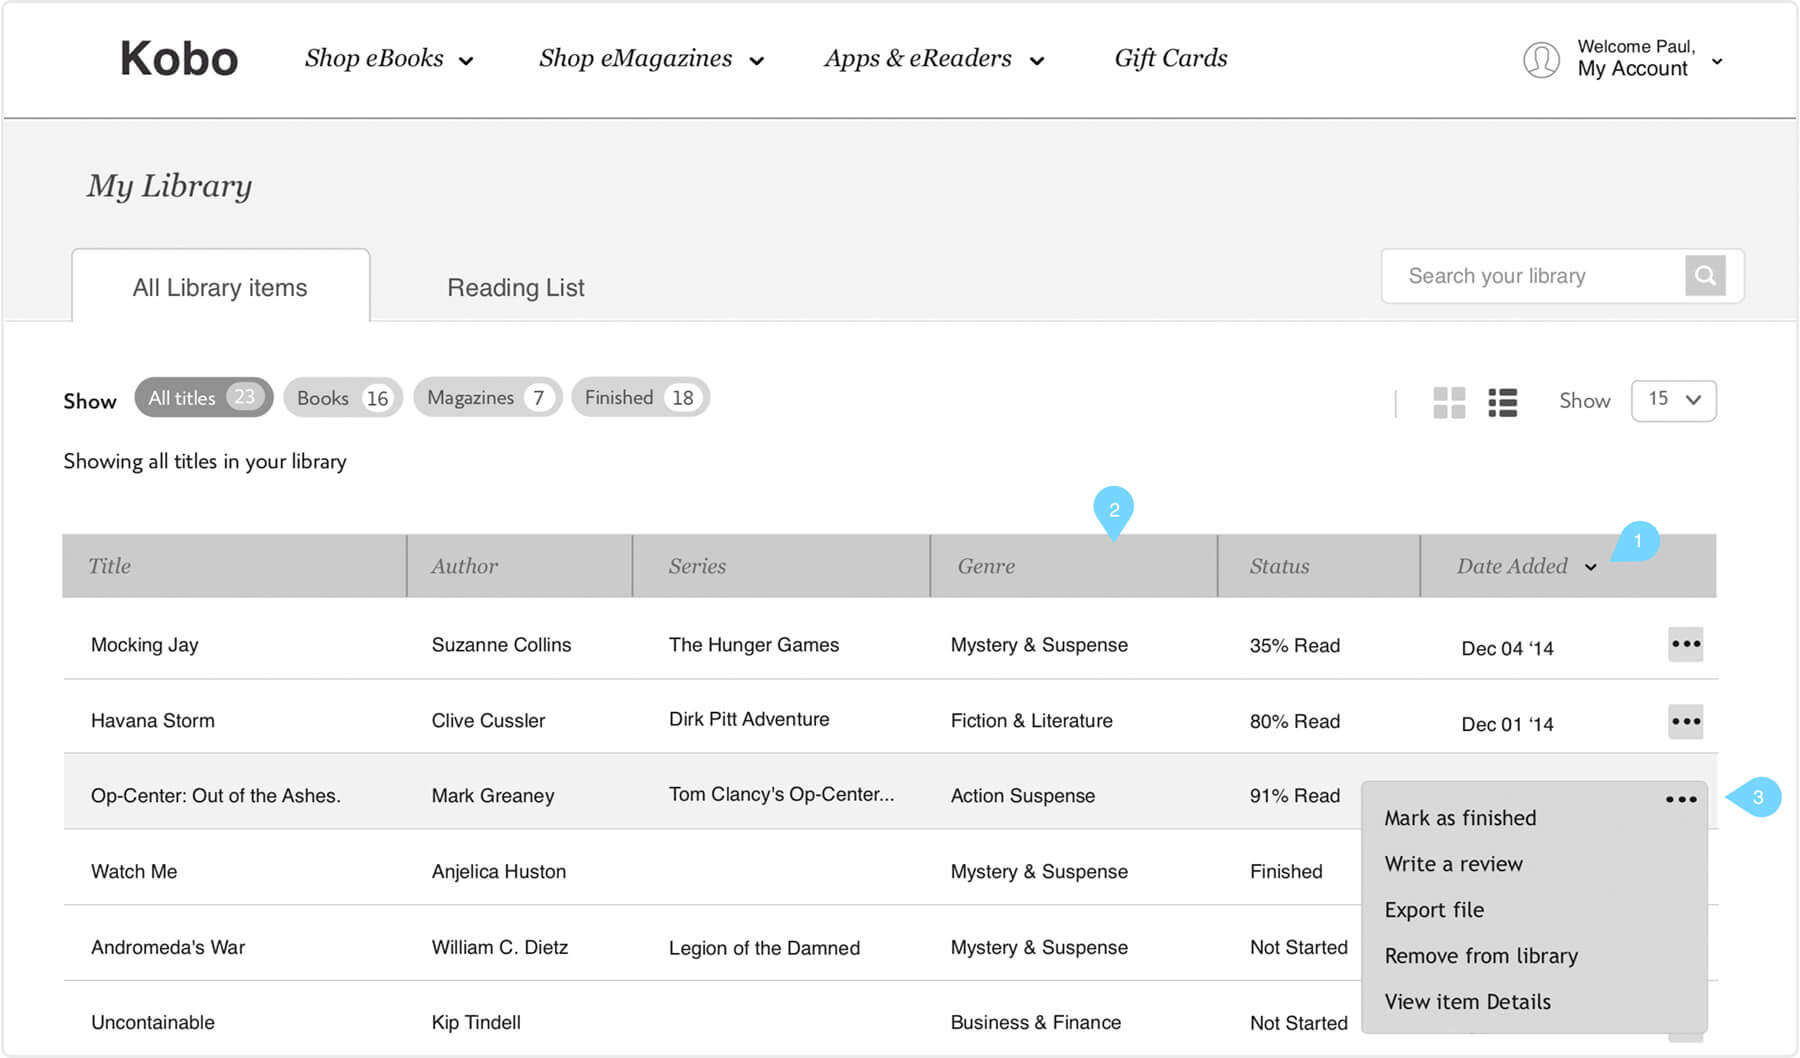 Kobo
Shop eBooks
Shop eMagazines
Apps & eReaders
Gift Cards
Welcome Paul,
My Account
My Library
All Library items
Reading List
Search your library
Show
All titles 23
Books 16
Magazines 7
Finished 18
Show
15
Showing all titles in your library
2
1
Title Author Series Genre Status Date Added
Mocking Jay Suzanne Collins The Hunger Games Mystery & Suspense 35% Read Dec 04 ‘14
Havana Storm Clive Cussler Dirk Pitt Adventure Fiction & Literature 80% Read Dec 01 ‘14
Op-Center: Out of the Ashes. Mark Greaney Tom Clancy's Op-Center... Action Suspense 91% Read
3
Watch Me Anjelica Huston Mystery & Suspense Finished
Andromeda's War William C. Dietz Legion of the Damned Mystery & Suspense Not Started
Uncontainable Kip Tindell Business & Finance Not Started
Mark as finished
Write a review
Export file
Remove from library
View item Details